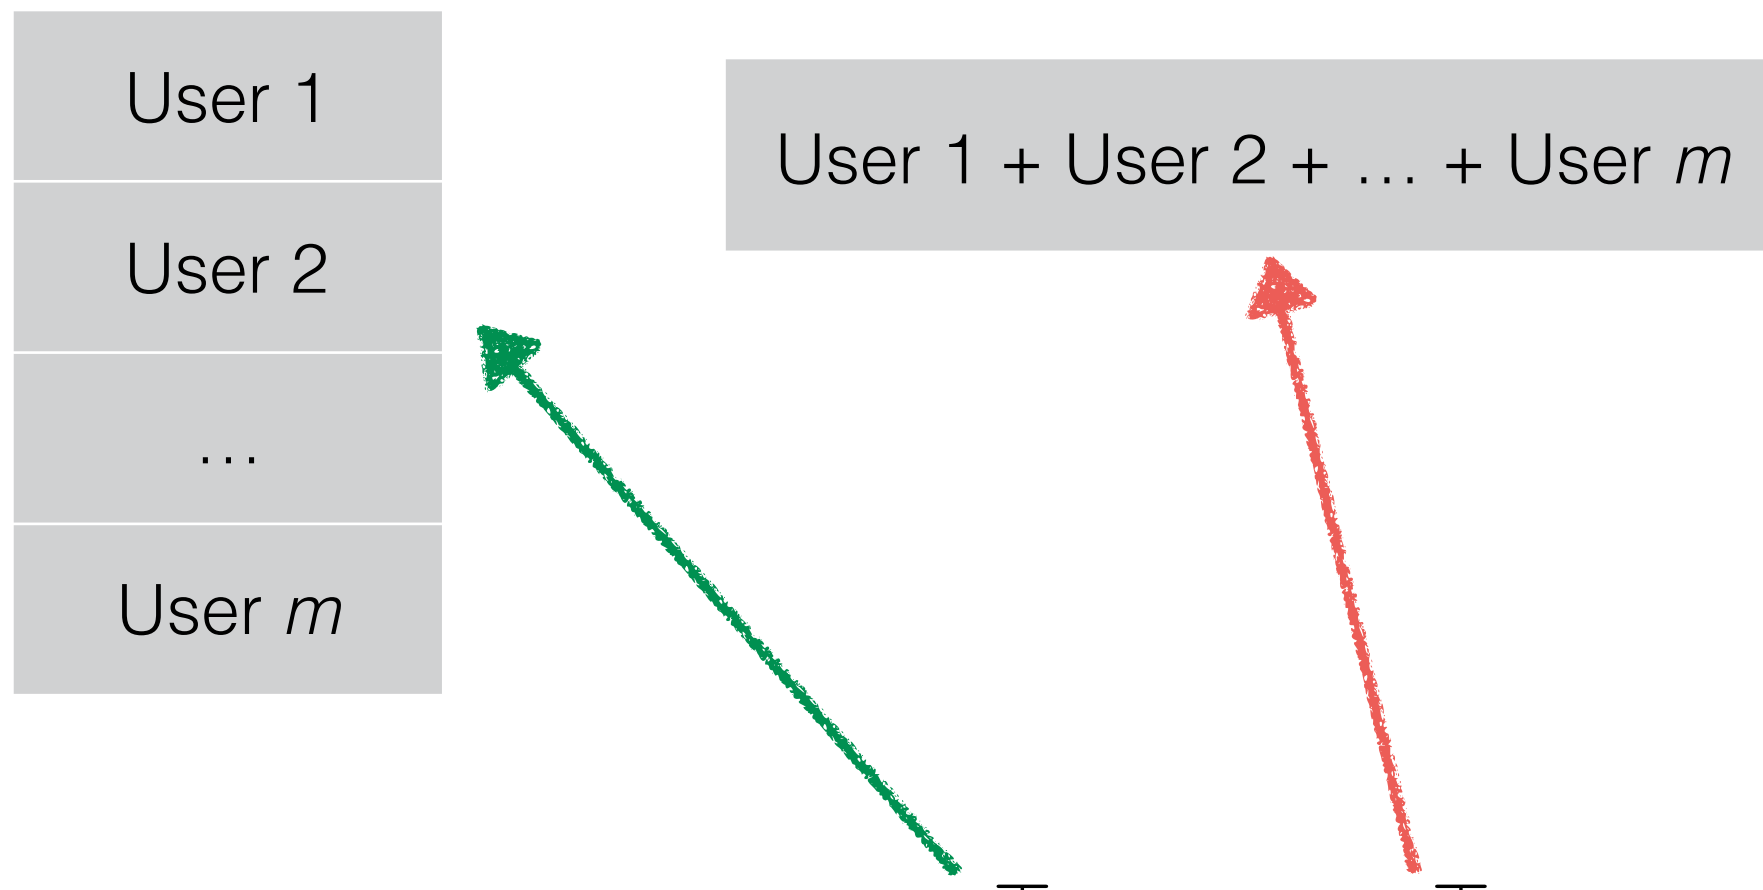 User 1
User 2
…
User m
User 1 + User 2 + … + User m